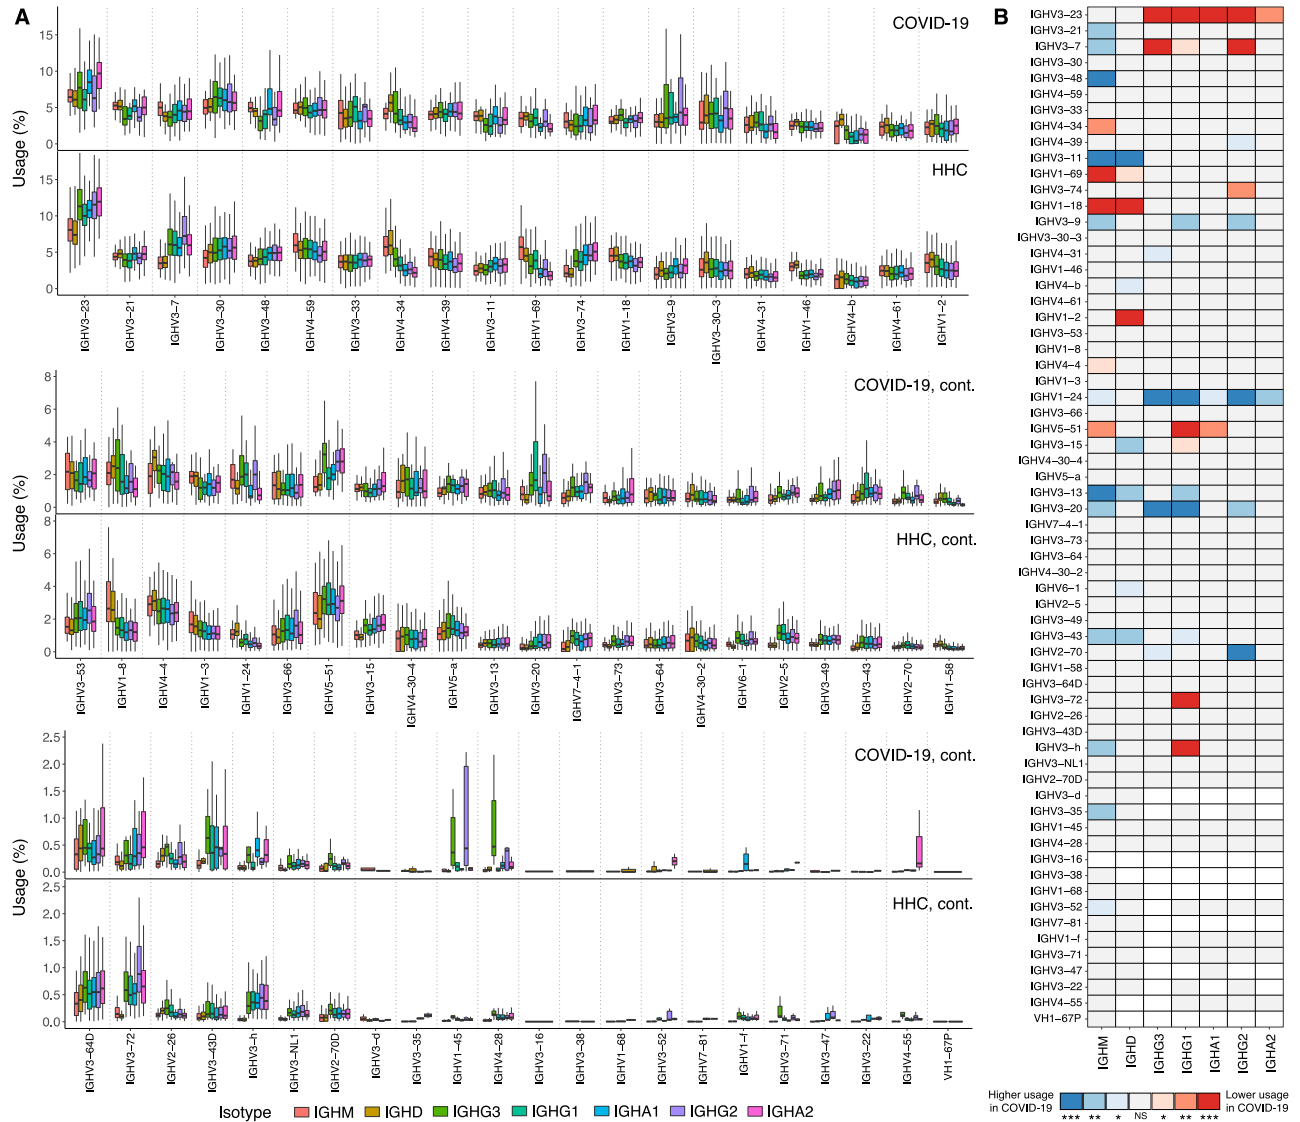 A
COVID-19
15
10
5
0
Usage (%)
HHC
15
10
5
0
IGHV3-23
IGHV3-21
IGHV3-7
IGHV3-30
IGHV3-48
IGHV4-59
IGHV3-33
IGHV4-34
IGHV4-39
IGHV3-11
IGHV1-69
IGHV3-74
IGHV1-18
IGHV3-9
IGHV3-30-3
IGHV4-31
IGHV1-46
IGHV4-b
IGHV4-61
IGHV1-2
COVID-19, cont.
8
6
4
2
0
Usage (%)
HHC, cont.
8
6
4
2
0
IGHV3-53
IGHV1-8
IGHV4-4
IGHV1-3
IGHV1-24
IGHV3-66
IGHV5-51
IGHV3-15
IGHV4-30-4
IGHV5-a
IGHV3-13
IGHV3-20
IGHV7-4-1
IGHV3-73
IGHV3-64
IGHV4-30-2
IGHV6-1
IGHV2-5
IGHV3-49
IGHV3-43
IGHV2-70
IGHV1-58
COVID-19, cont.
2.5
2.0
1.5
1.0
0.5
0.0
Usage (%)
HHC, cont.
2.5
2.0
1.5
1.0
0.5
0.0
IGHV3-64D
IGHV3-72
IGHV2-26
IGHV3-43D
IGHV3-h
IGHV3-NL1
IGHV2-70D
IGHV3-d
IGHV3-35
IGHV1-45
IGHV4-28
IGHV3-16
IGHV3-38
IGHV1-68
IGHV3-52
IGHV7-81
IGHV1-f
IGHV3-71
IGHV3-47
IGHV3-22
IGHV4-55
VH1-67P
Isotype IGHM IGHD IGHG3 IGHG1 IGHA1 IGHG2 IGHA2
B
IGHV3-23
IGHV3-21
IGHV3-7
IGHV3-30
IGHV3-48
IGHV4-59
IGHV3-33
IGHV4-34
IGHV4-39
IGHV3-11
IGHV1-69
IGHV3-74
IGHV1-18
IGHV3-9
IGHV3-30-3
IGHV4-31
IGHV1-46
IGHV4-b
IGHV4-61
IGHV1-2
IGHV3-53
IGHV1-8
IGHV4-4
IGHV1-3
IGHV1-24
IGHV3-66
IGHV5-51
IGHV3-15
IGHV4-30-4
IGHV5-a
IGHV3-13
IGHV3-20
IGHV7-4-1
IGHV3-73
IGHV3-64
IGHV4-30-2
IGHV6-1
IGHV2-5
IGHV3-49
IGHV3-43
IGHV2-70
IGHV1-58
IGHV3-64D
IGHV3-72
IGHV2-26
IGHV3-43D
IGHV3-h
IGHV3-NL1
IGHV2-70D
IGHV3-d
IGHV3-35
IGHV1-45
IGHV4-28
IGHV3-16
IGHV3-38
IGHV1-68
IGHV3-52
IGHV7-81
IGHV1-f
IGHV3-71
IGHV3-47
IGHV3-22
IGHV4-55
VH1-67P
IGHM
IGHD
IGHG3
IGHG1
IGHA1
IGHG2
IGHA2
Higher usage
in COVID-19
*** ** * NS * ** ***
Lower usage
in COVID-19